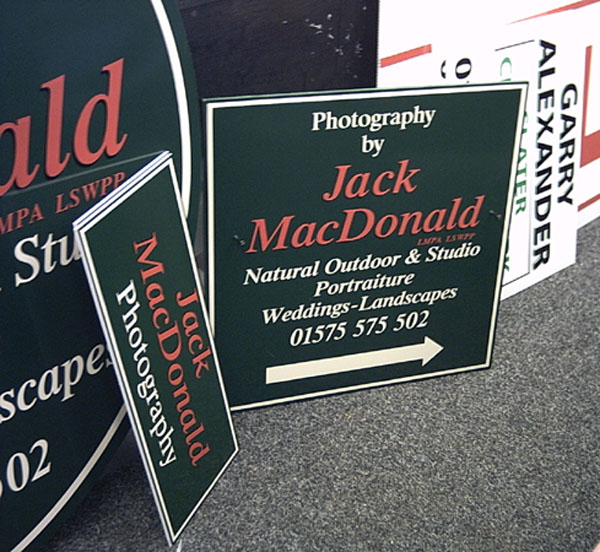 ald
LMPA LSWPP
& Stu
scapes
502
Jack
MacDonald
Photography
Photography
by
Jack
MacDonald
LMPA LSWPP
Natural Outdoor & Studio
Portraiture
Weddings-Landscapes
01575 575 502
SLATER
GARRY
ALEXANDER